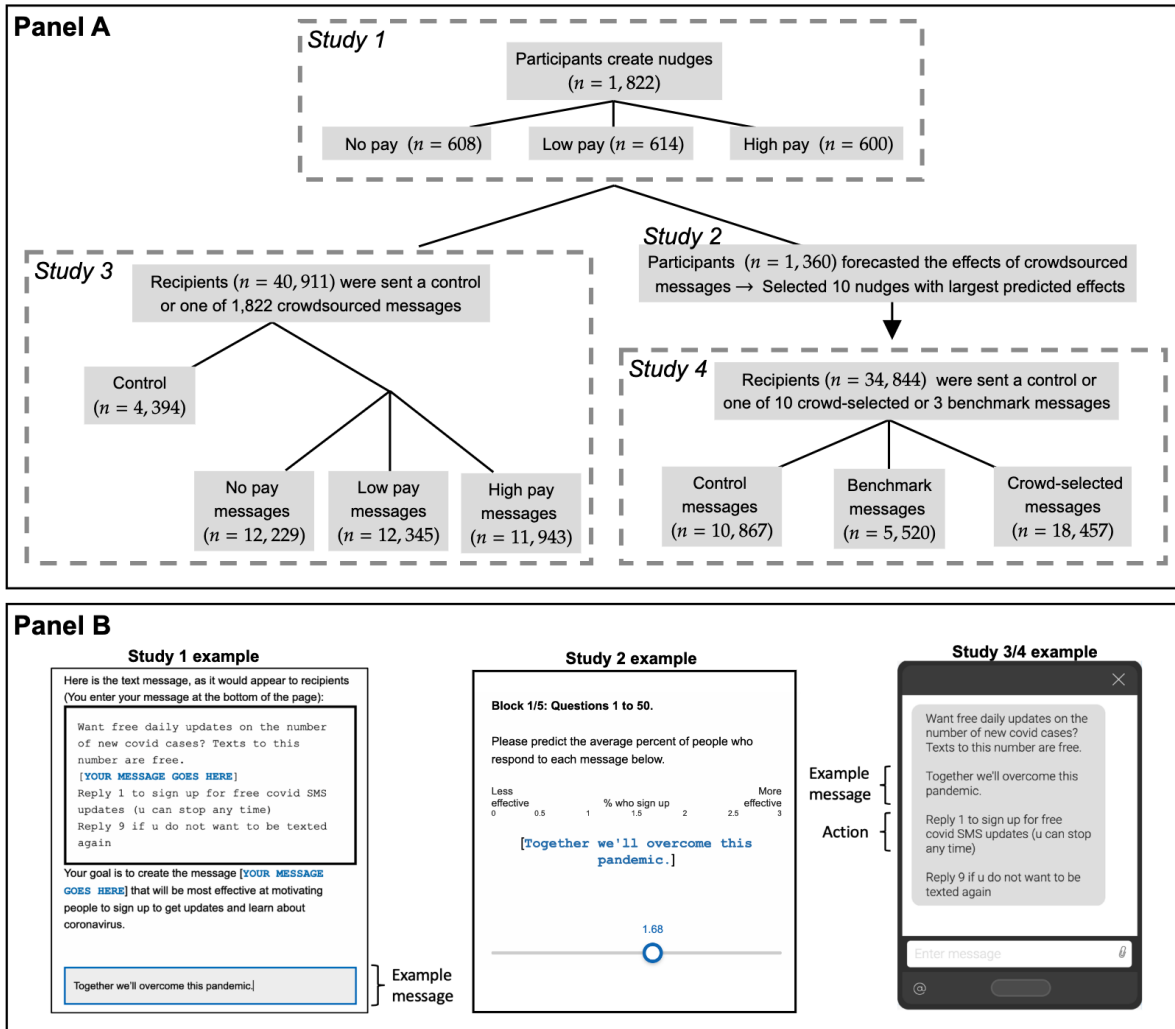 Panel A
Study 1
Participants create nudges
(n = 1,822)
No pay (n = 608)
Low pay (n = 614)
High pay (n = 600)
Study 2
Participants (n = 1,360) forecasted the effects of crowdsourced
messages → Selected 10 nudges with largest predicted effects
Study 3
Recipients (n = 40,911) were sent a control
or one of 1,822 crowdsourced messages
Control
(n = 4,394)
No pay
messages
(n = 12,229)
Low pay
messages
(n = 12,345)
High pay
messages
(n = 11,943)
Study 4
Recipients (n = 34,844) were sent a control or
one of 10 crowd-selected or 3 benchmark messages
Control
messages
(n = 10,867)
Benchmark
messages
(n = 5,520)
Crowd-selected
messages
(n = 18,457)
Panel B
Study 1 example
Here is the text message, as it would appear to recipients
(You enter your message at the bottom of the page):
Want free daily updates on the number
of new covid cases? Texts to this
number are free.
[YOUR MESSAGE GOES HERE]
Reply 1 to sign up for free covid SMS
updates (u can stop any time)
Reply 9 if u do not want to be texted
again
Your goal is to create the message [YOUR MESSAGE
GOES HERE] that will be most effective at motivating
people to sign up to get updates and learn about
coronavirus.
Together we'll overcome this pandemic.
Example
message
Study 2 example
Block 1/5: Questions 1 to 50.
Please predict the average percent of people who
respond to each message below.
Less
effective
% who sign up
More
effective
0 0.5 1 1.5 2 2.5 3
[Together we'll overcome this
pandemic.]
1.68
Study 3/4 example
Want free daily updates on the
number of new covid cases?
Texts to this number are free.
Example
message
Together we'll overcome this
pandemic.
Action
Reply 1 to sign up for free
covid SMS updates (u can stop
any time)
Reply 9 if u do not want to be
texted again
Enter message
@